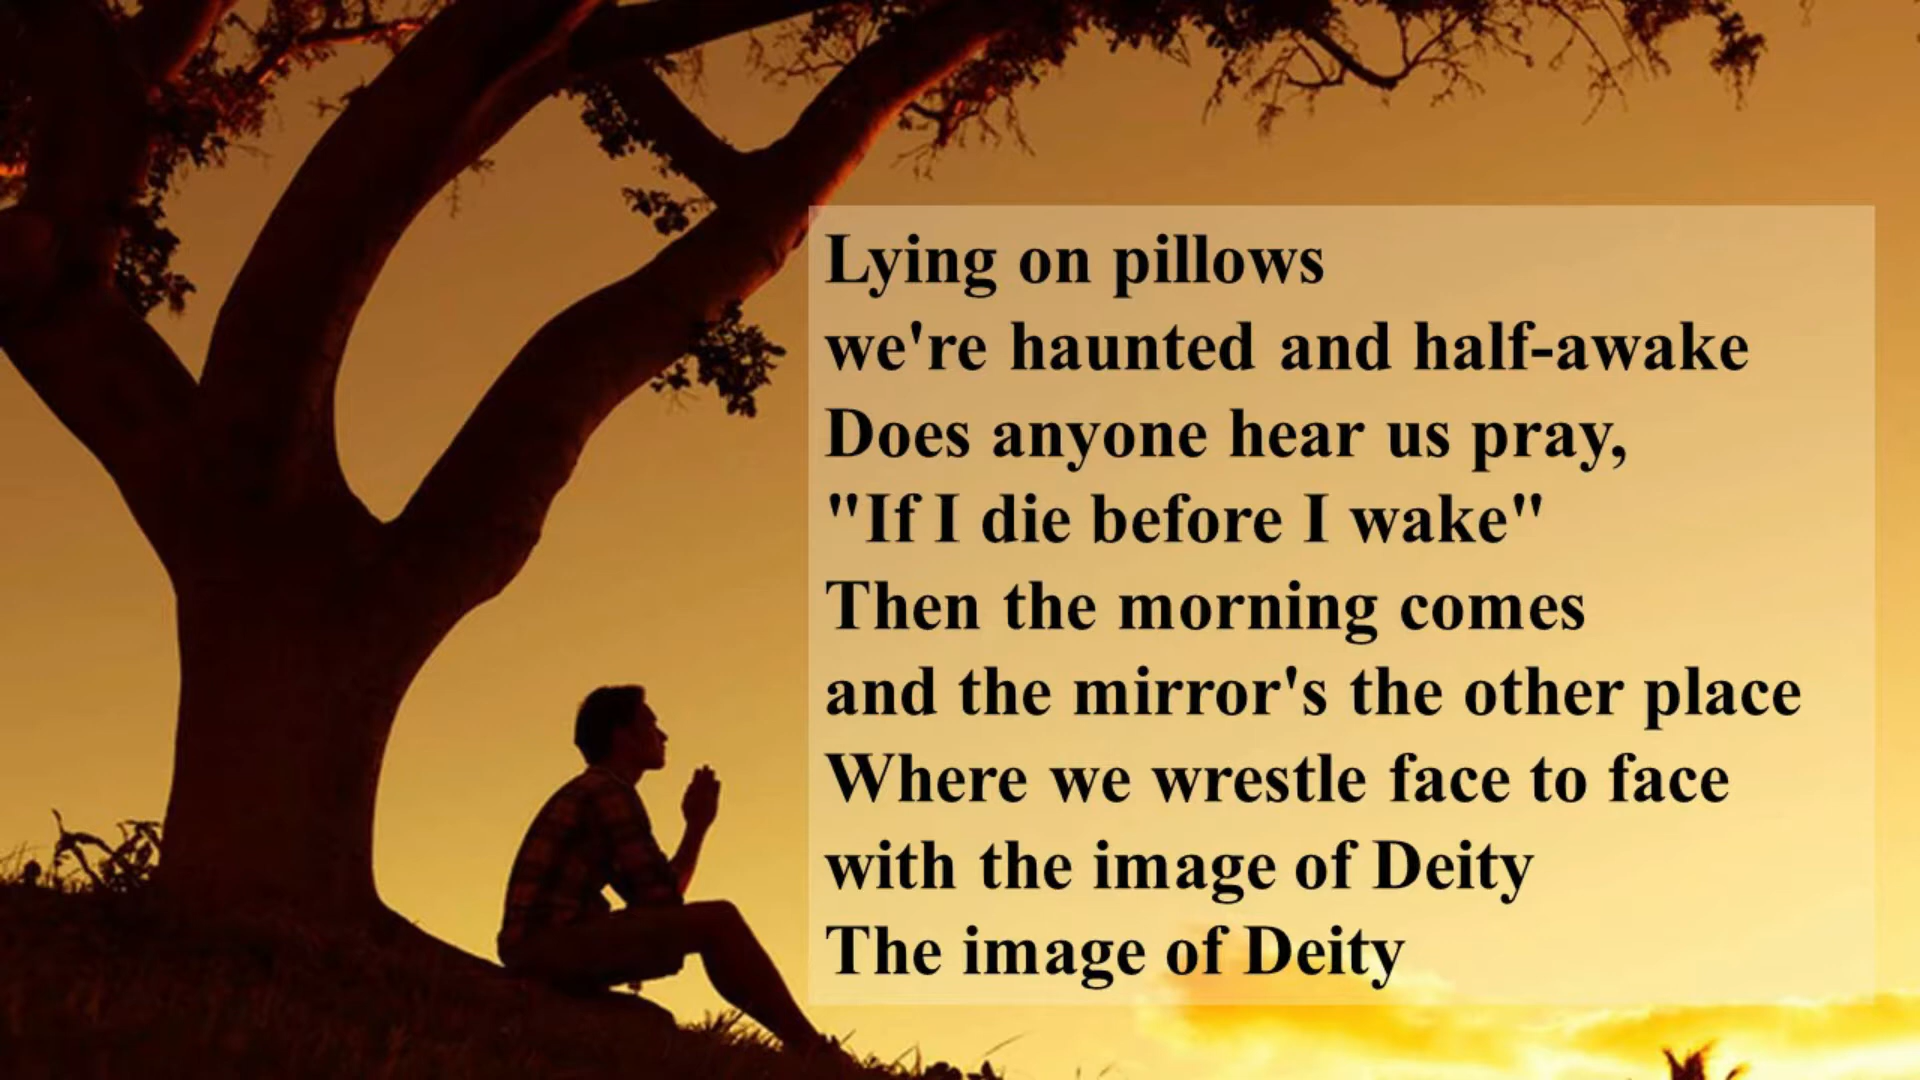 Lying on pillows
we're haunted and half-awake
Does anyone hear us pray,
"If I die before I wake"
Then the morning comes
and the mirror's the other place
Where we wrestle face to face
with the image of Deity
The image of Deity